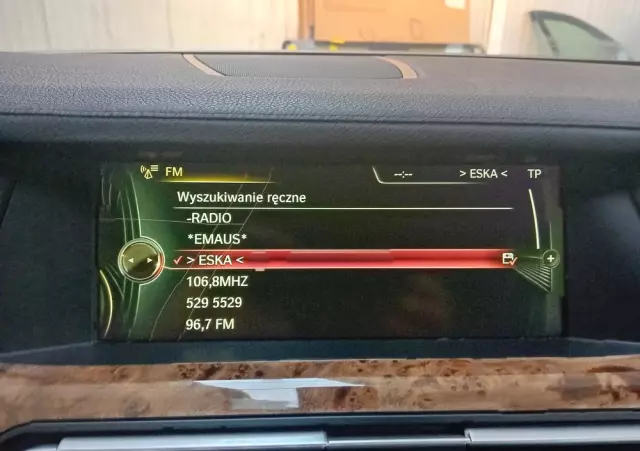 FM --:-- > ESKA < TP
Wyszukiwanie ręczne
-RADIO
*EMAUS*
> ESKA <
106,8MHZ
529 5529
96,7 FM